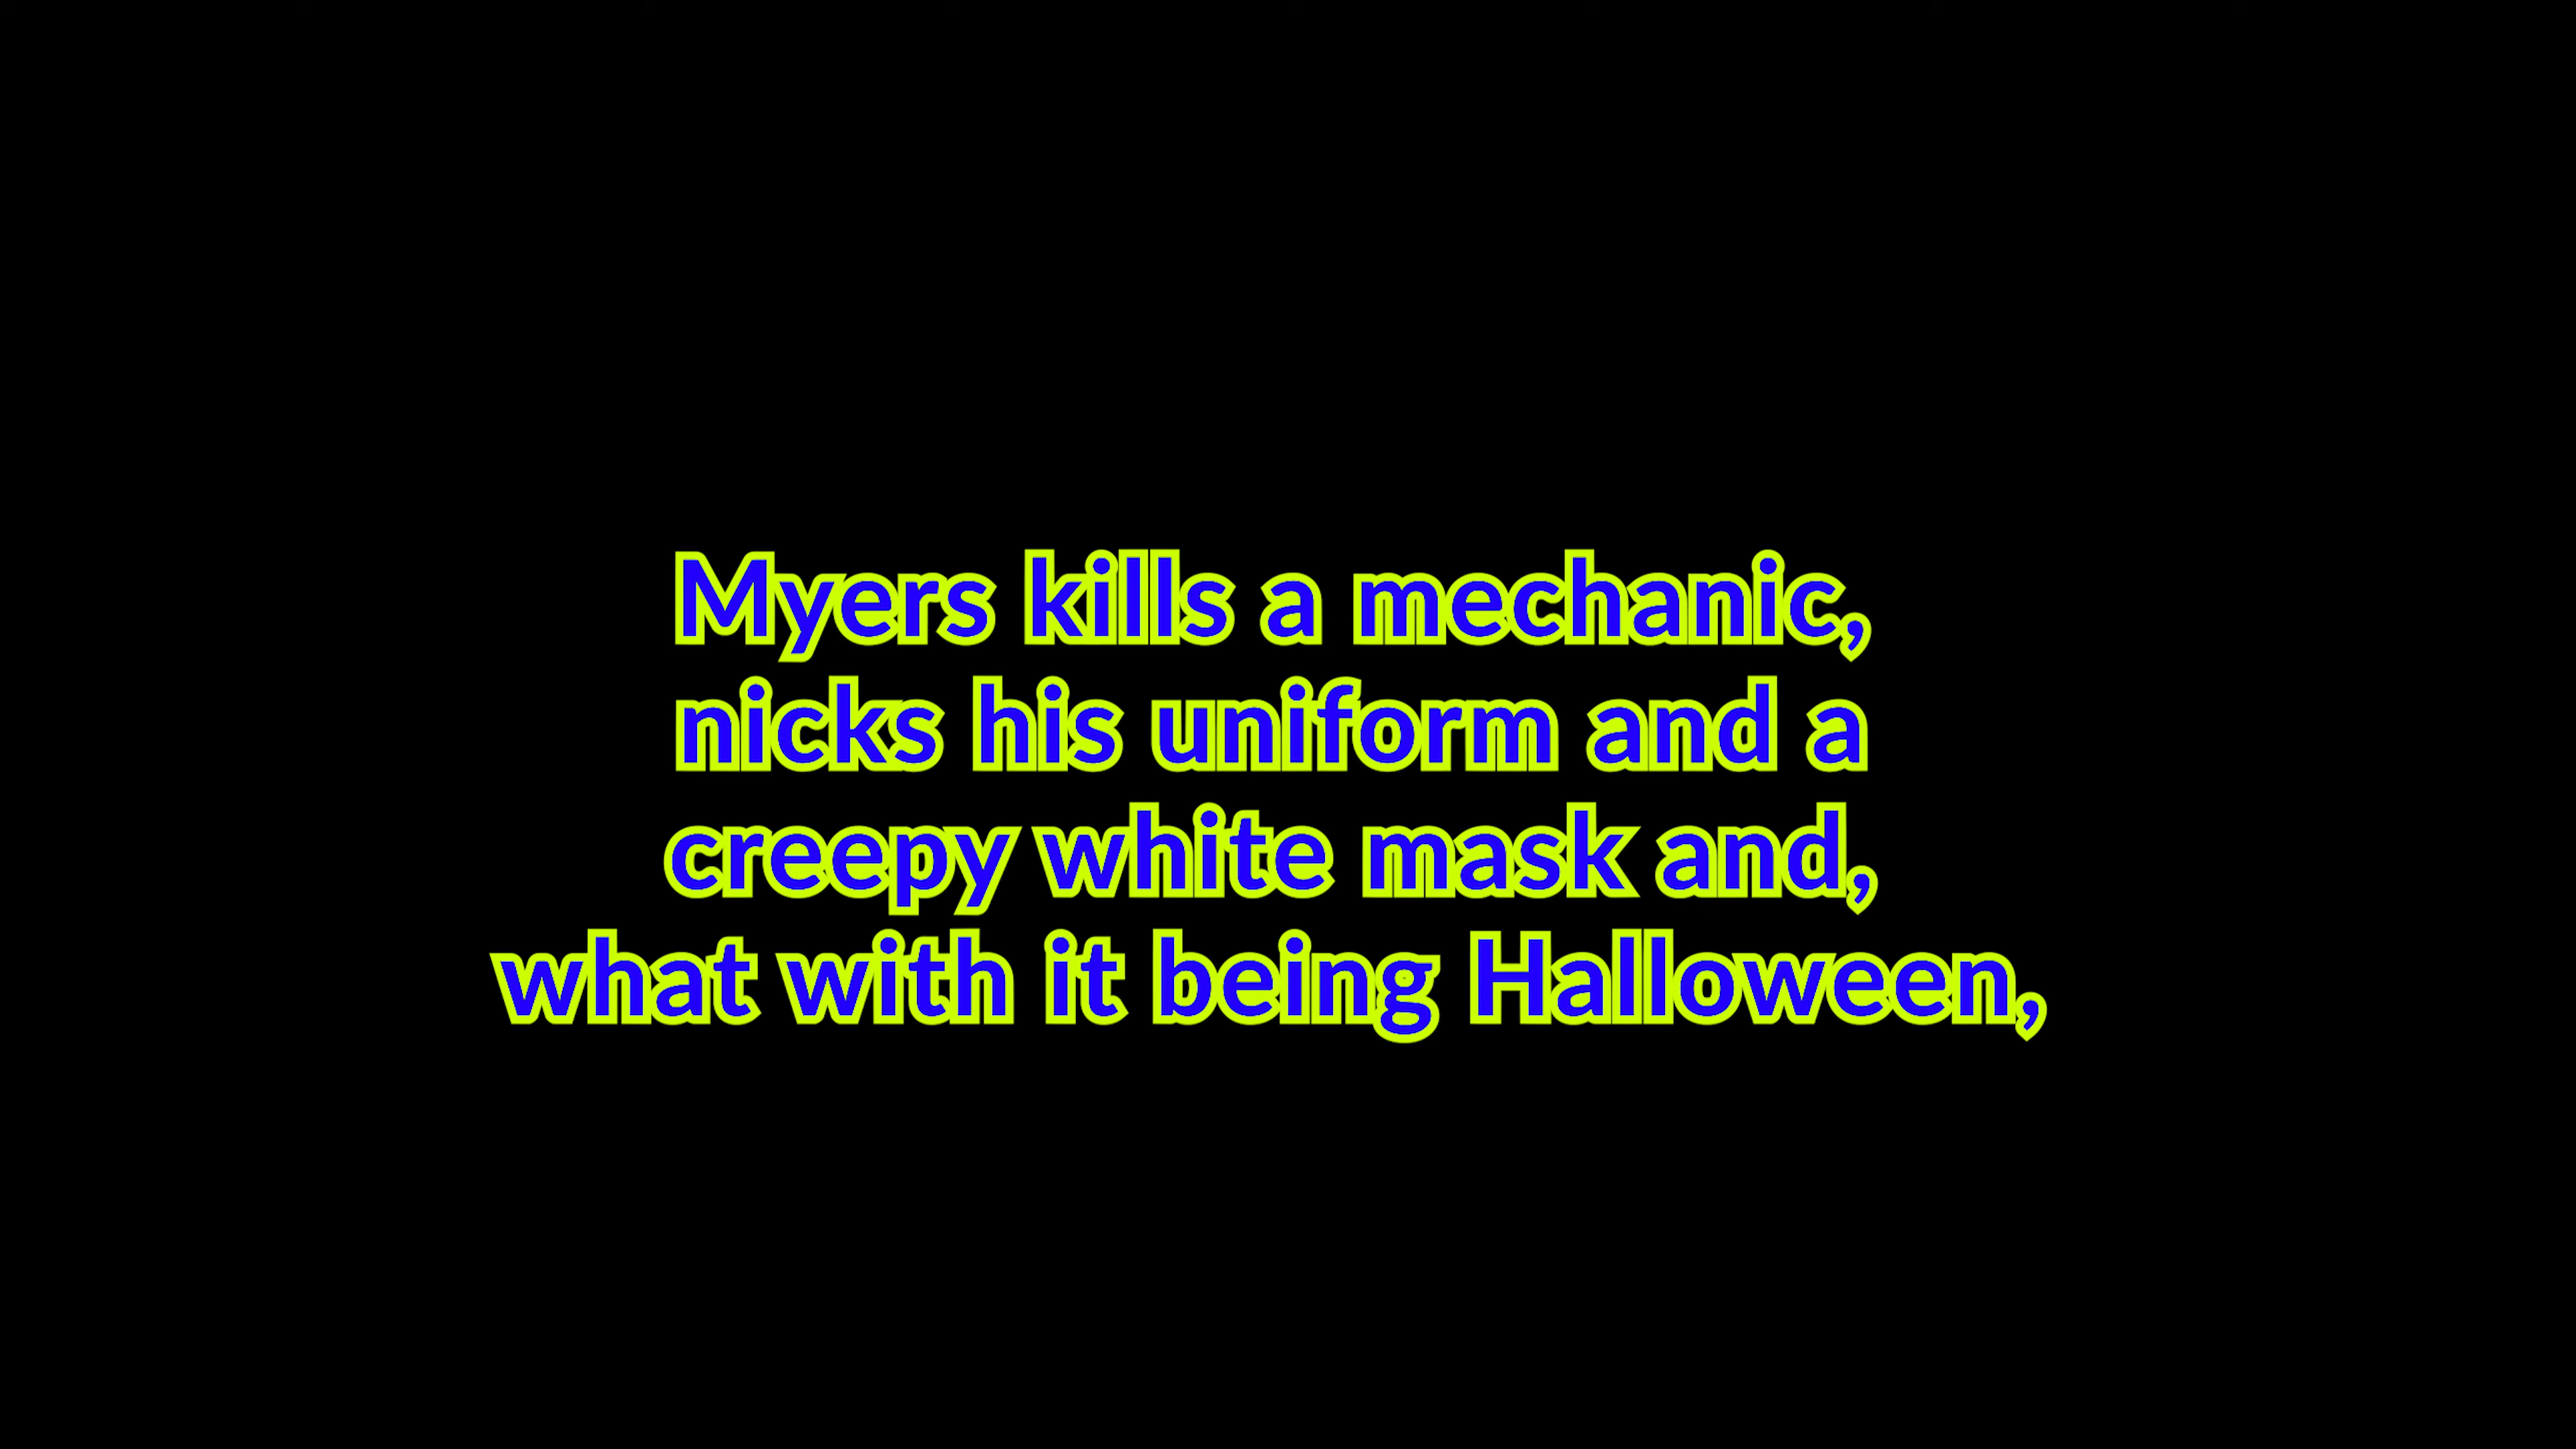 Myers kills a mechanic,
nicks his uniform and a
creepy white mask and,
what with it being Halloween,